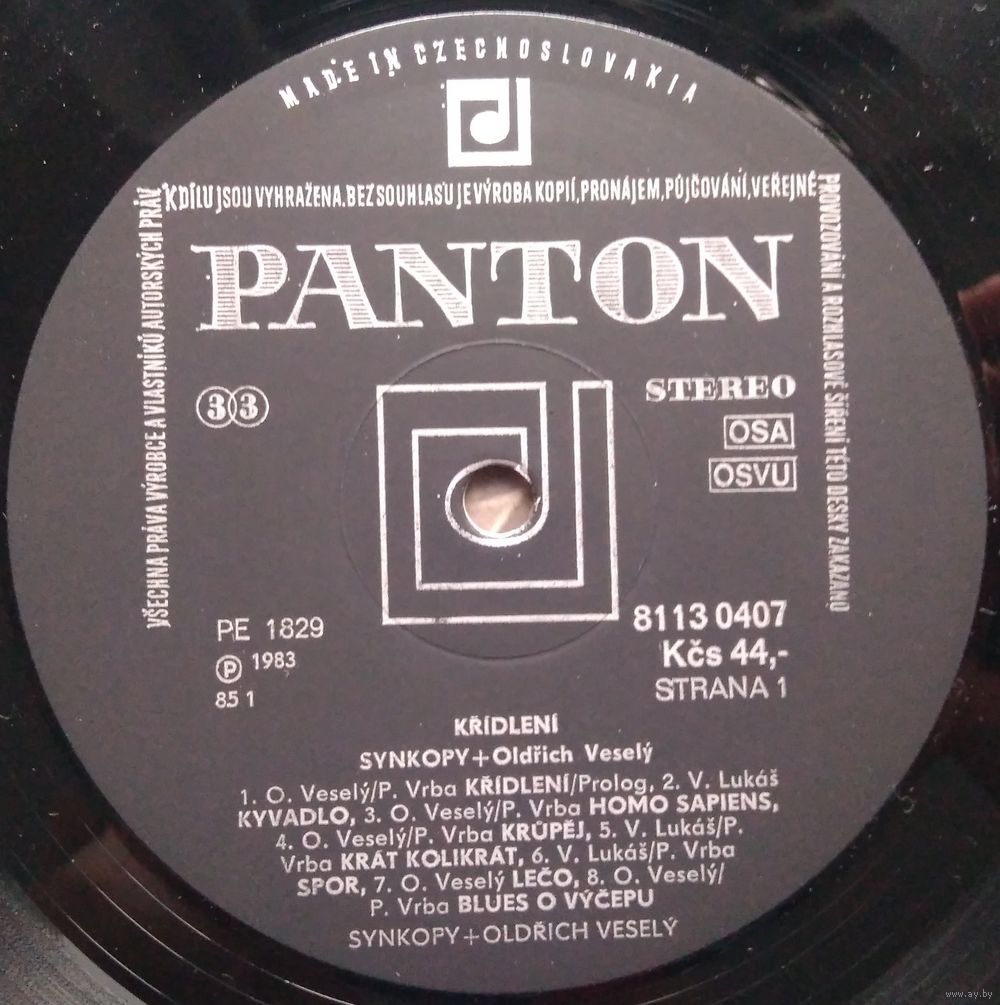 MADE IN CZECHOSLOVAKIA
VŠECHNA PRÁVA VÝROBCE A VLASTNÍKŮ AUTORSKÝCH PRÁV
K DÍLU JSOU VYHRAŽENA. BEZ SOUHLASU JE VÝROBA KOPIÍ, PRONÁJEM, PŮJČOVÁNÍ, VEŘEJNÉ
PROVOZOVÁNÍ A ROZHLASOVÉ ŠÍŘENÍ TÉTO DESKY ZAKÁZÁNO
PANTON
33
STEREO
OSA
OSVU
PE 1829
Ⓟ 1983
85 1
8113 0407
Kčs 44,-
STRANA 1
KŘÍDLENÍ
SYNKOPY+Oldřich Veselý
1. O. Veselý/P. Vrba KŘÍDLENÍ/Prolog, 2. V. Lukáš
KYVADLO, 3. O. Veselý/P. Vrba HOMO SAPIENS,
4. O. Veselý/P. Vrba KRŮPĚJ, 5. V. Lukáš/P.
Vrba KRÁT KOLIKRÁT, 6. V. Lukáš/P. Vrba
SPOR, 7. O. Veselý LEČO, 8. O. Veselý/
P. Vrba BLUES O VÝČEPU
SYNKOPY+OLDŘICH VESELÝ
www.ay.by